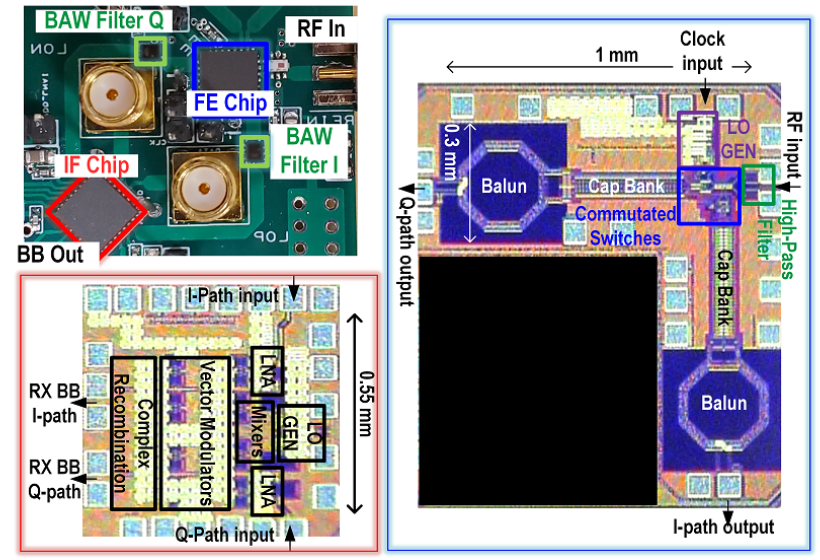 BAW Filter Q
RF In
LON
FE Chip
BAW
Filter I
IF Chip
LOP
BB Out
I-Path input
LNA
RX BB
I-path
Complex
Recombination
Vector Modulators
Mixers
LO
GEN
0.55 mm
RX BB
Q-path
LNA
Q-Path input
1 mm
Clock
input
0.3 mm
LO
GEN
RF input
Balun
Cap Bank
Commutated
Switches
High-Pass
Filter
Q-path output
Cap Bank
Balun
I-path output